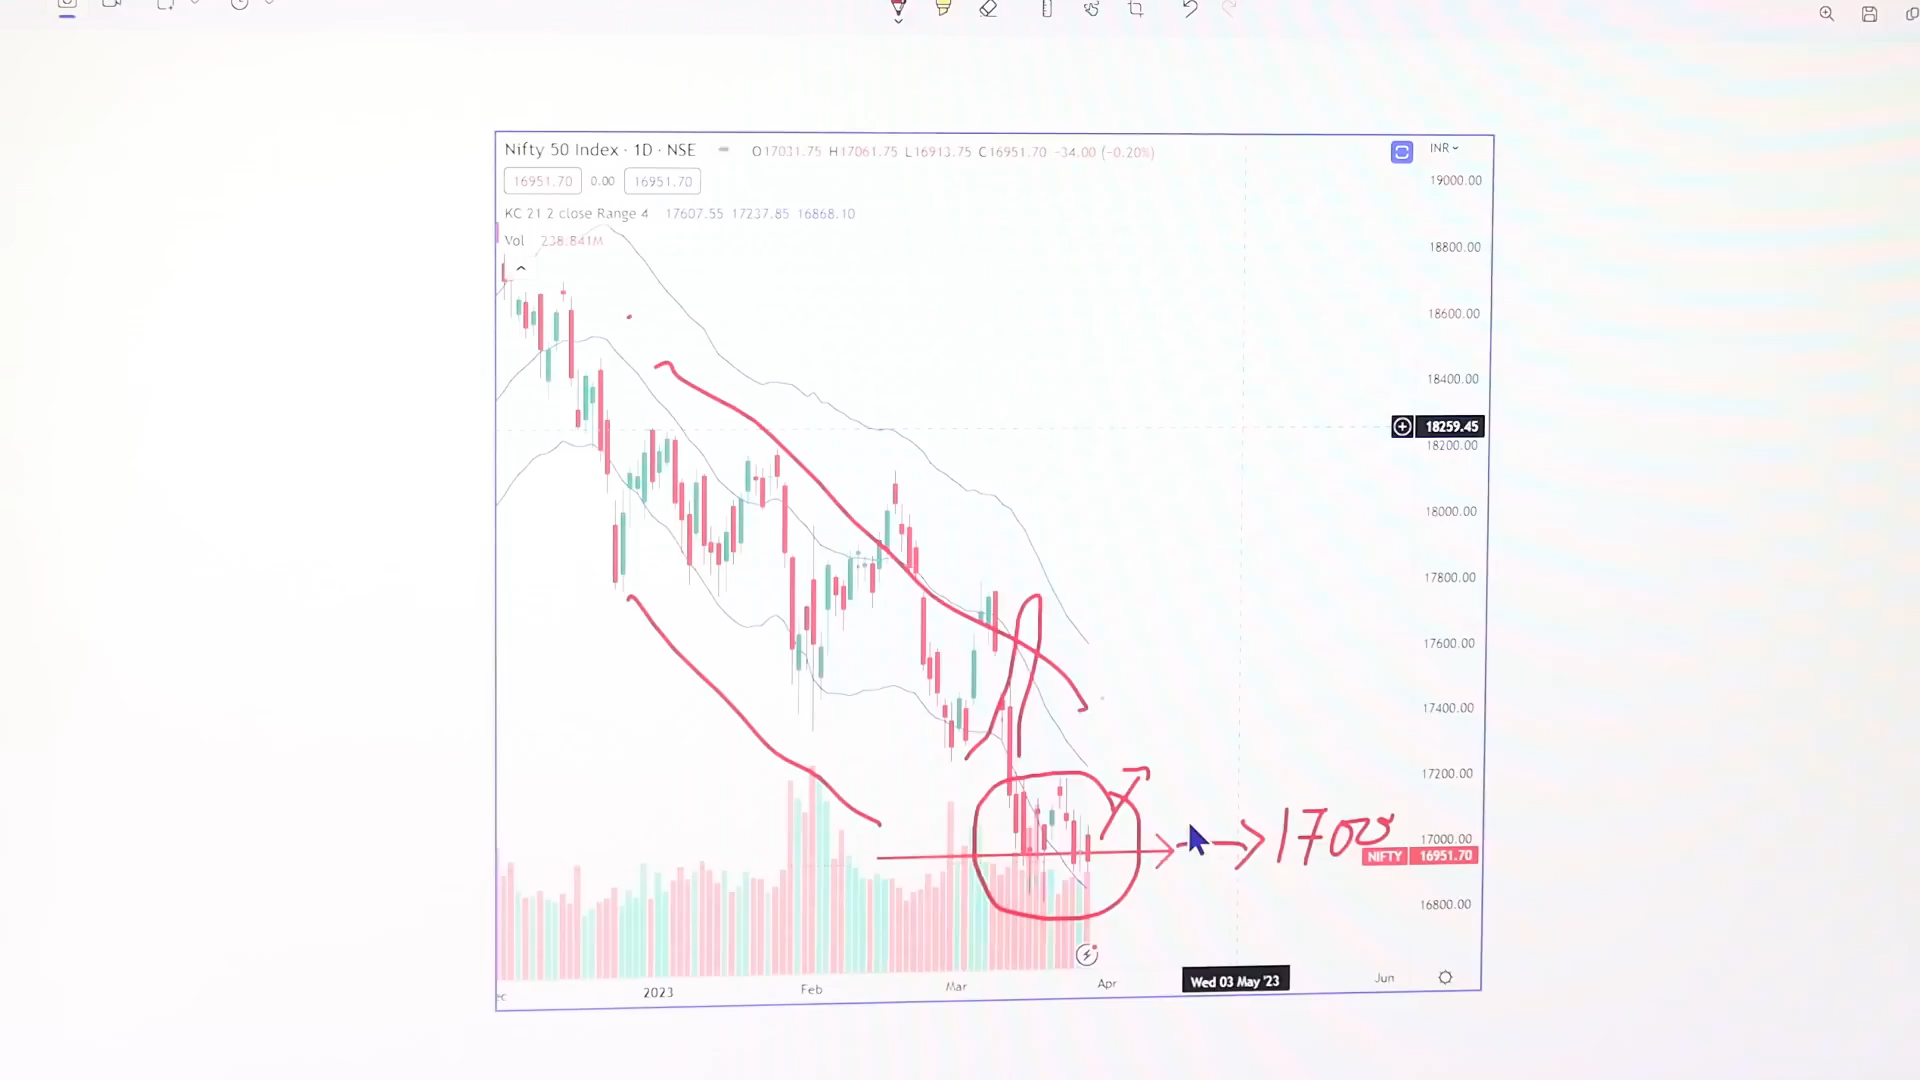 Nifty 50 Index · 1D · NSE O17031.75 H17061.75 L16913.75 C16951.70 -34.00 (-0.20%) INR
16951.70 0.00 16951.70
KC 21 2 close Range 4 17607.55 17237.85 16868.10
Vol 238.841M
19000.00
18800.00
18600.00
18400.00
18259.45
18200.00
18000.00
17800.00
17600.00
17400.00
17200.00
17000.00
NIFTY 16951.70
16800.00
2023 Feb Mar Apr Wed 03 May '23 Jun